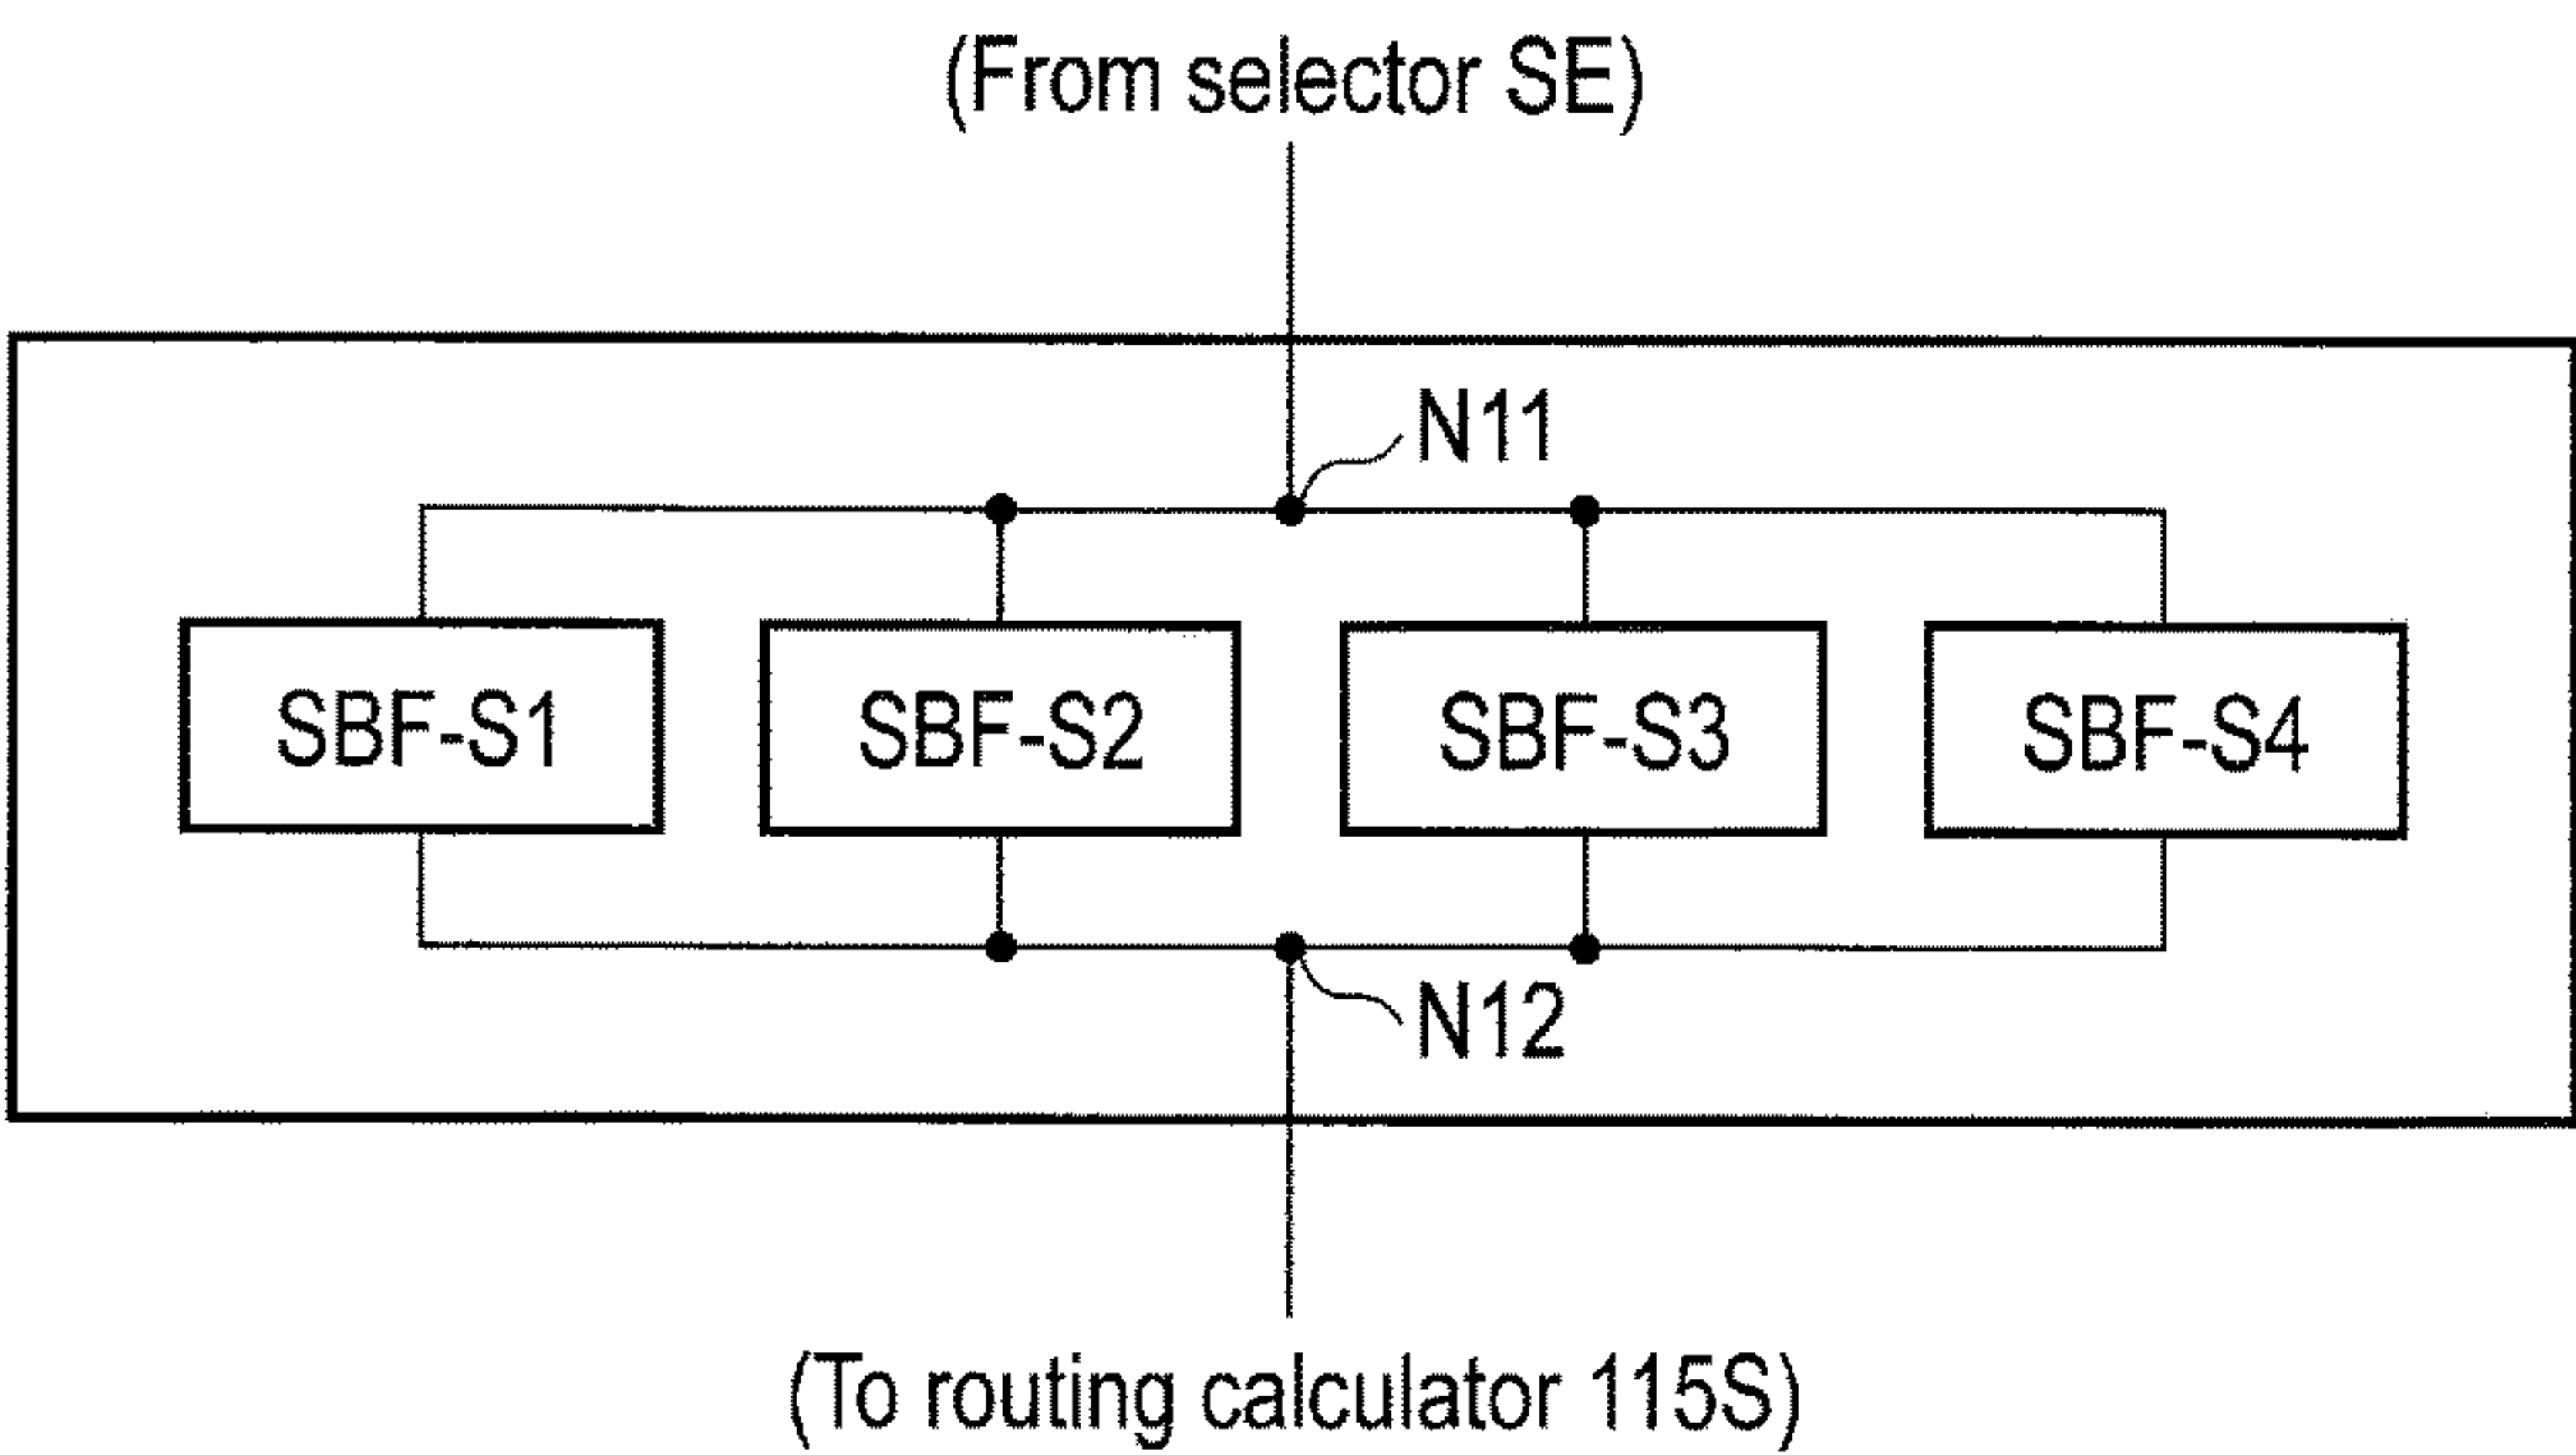 (From selector SE)
N11
SBF-S1 SBF-S2 SBF-S3 SBF-S4
N12
(To routing calculator 115S)